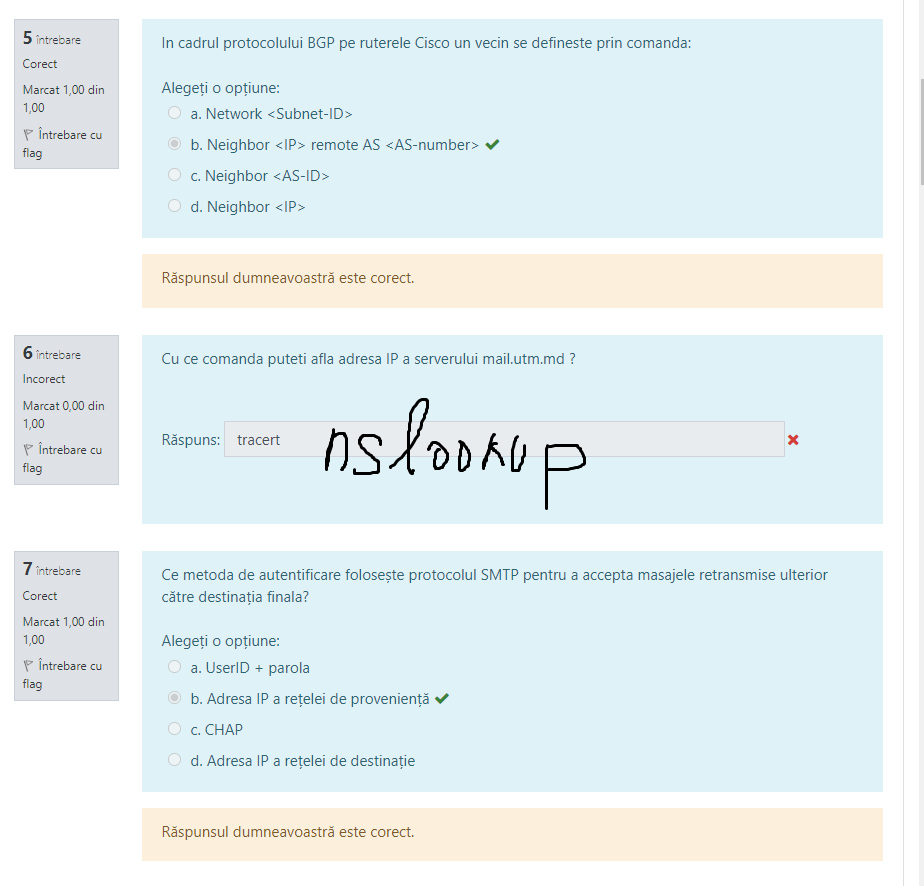 5 întrebare
Corect
Marcat 1,00 din
1,00
Întrebare cu
flag
In cadrul protocolului BGP pe ruterele Cisco un vecin se defineste prin comanda:
Alegeți o opțiune:
a. Network <Subnet-ID>
b. Neighbor <IP> remote AS <AS-number>
c. Neighbor <AS-ID>
d. Neighbor <IP>
Răspunsul dumneavoastră este corect.
6 întrebare
Incorect
Marcat 0,00 din
1,00
Întrebare cu
flag
Cu ce comanda puteti afla adresa IP a serverului mail.utm.md ?
Răspuns: tracert
nslookup
7 întrebare
Corect
Marcat 1,00 din
1,00
Întrebare cu
flag
Ce metoda de autentificare folosește protocolul SMTP pentru a accepta masajele retransmise ulterior
către destinația finala?
Alegeți o opțiune:
a. UserID + parola
b. Adresa IP a rețelei de proveniență
c. CHAP
d. Adresa IP a rețelei de destinație
Răspunsul dumneavoastră este corect.